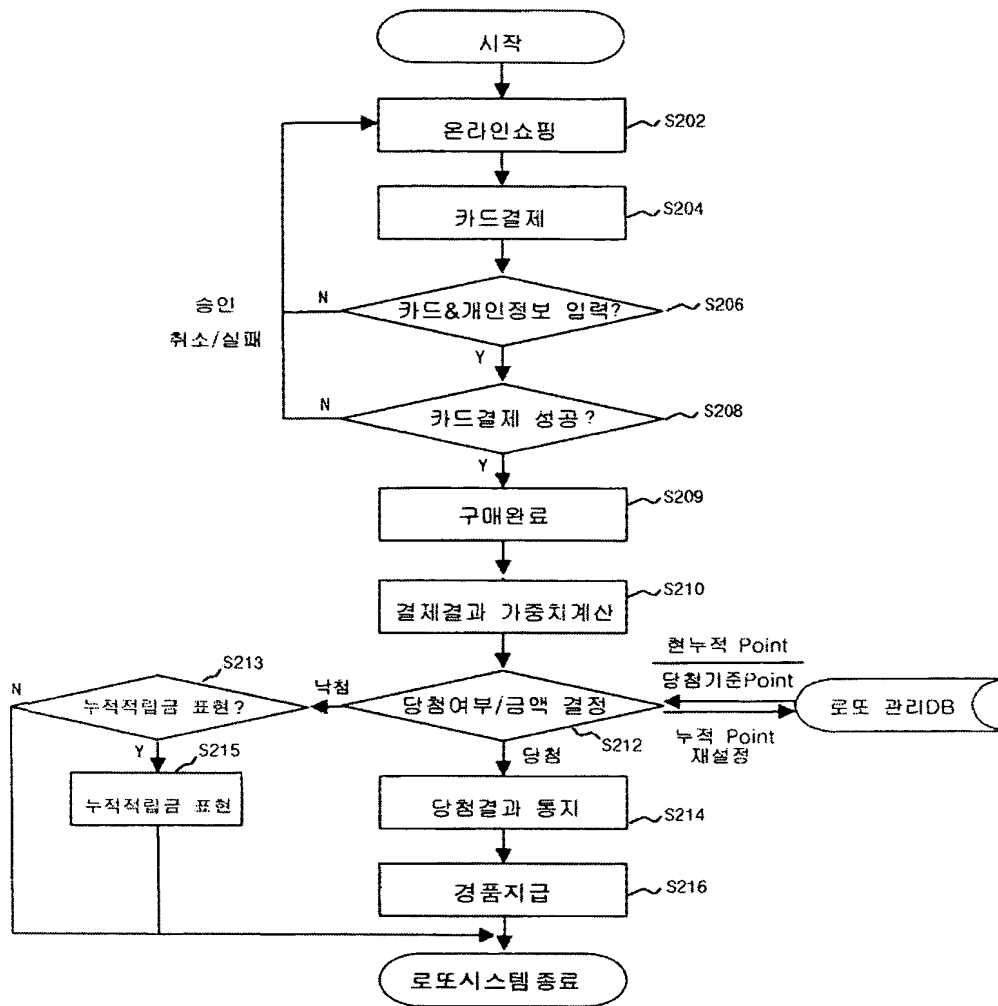 시작
온라인쇼핑
S202
카드결제
S204
승인
취소/실패
N
카드&개인정보 입력?
S206
Y
N
카드결제 성공?
S208
Y
구매완료
S209
결제결과 가중치계산
S210
현누적 Point
당첨기준Point
S213
N
누적적립금 표현?
낙첨
당첨여부/금액 결정
S212
로또 관리DB
누적 Point
재설정
Y
S215
당첨
누적적립금 표현
당첨결과 통지
S214
경품지급
S216
로또시스템종료